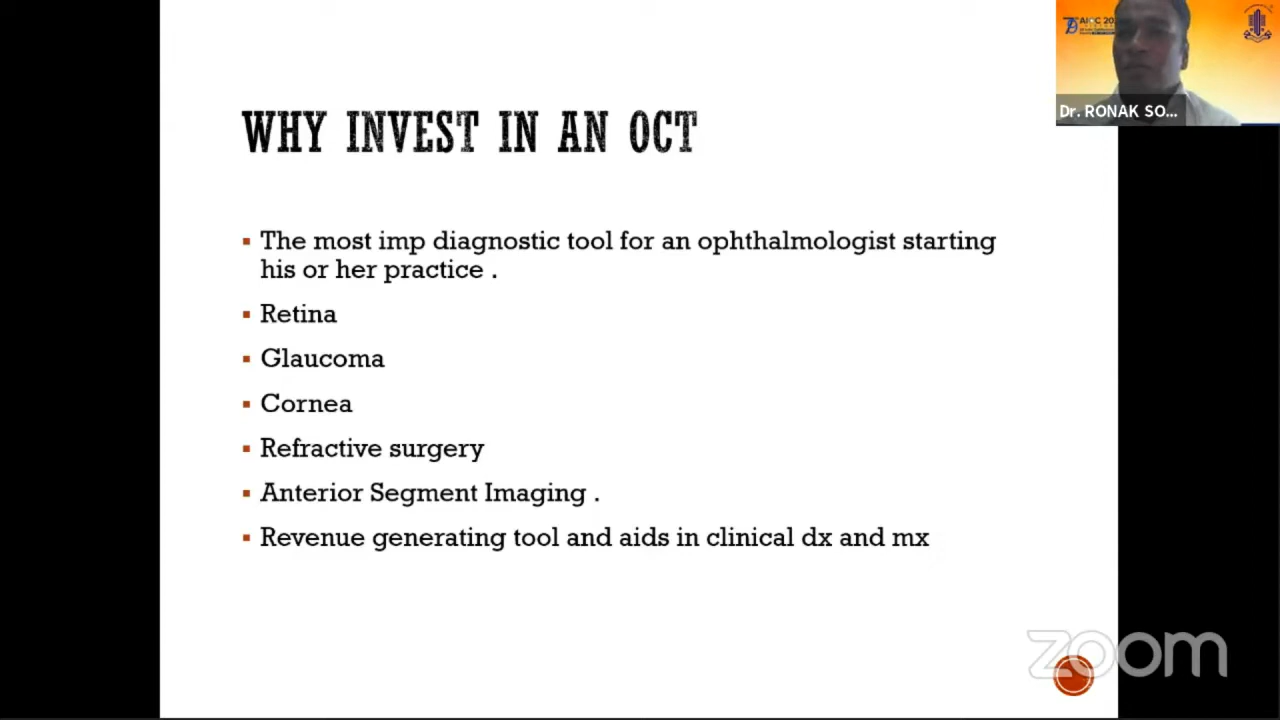 WHY INVEST IN AN OCT
▪ The most imp diagnostic tool for an ophthalmologist starting
his or her practice .
▪ Retina
▪ Glaucoma
▪ Cornea
▪ Refractive surgery
▪ Anterior Segment Imaging .
▪ Revenue generating tool and aids in clinical dx and mx
Dr. RONAK SO...
zoom